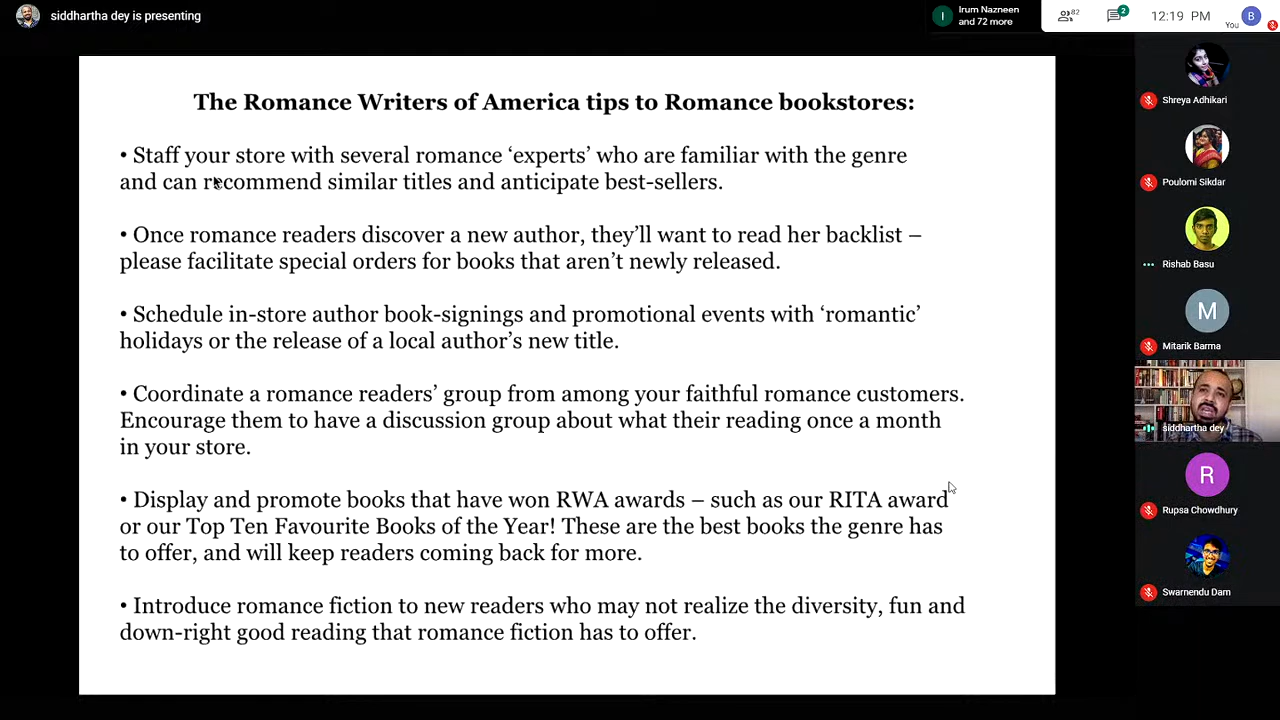 siddhartha dey is presenting
I
Irum Nazneen
and 72 more
82
2
12:19 PM
You
B
The Romance Writers of America tips to Romance bookstores:
• Staff your store with several romance ‘experts’ who are familiar with the genre
and can recommend similar titles and anticipate best-sellers.
• Once romance readers discover a new author, they’ll want to read her backlist –
please facilitate special orders for books that aren’t newly released.
• Schedule in-store author book-signings and promotional events with ‘romantic’
holidays or the release of a local author’s new title.
• Coordinate a romance readers’ group from among your faithful romance customers.
Encourage them to have a discussion group about what their reading once a month
in your store.
• Display and promote books that have won RWA awards – such as our RITA award
or our Top Ten Favourite Books of the Year! These are the best books the genre has
to offer, and will keep readers coming back for more.
• Introduce romance fiction to new readers who may not realize the diversity, fun and
down-right good reading that romance fiction has to offer.
Shreya Adhikari
Poulomi Sikdar
Rishab Basu
M
Mitarik Barma
siddhartha dey
R
Rupsa Chowdhury
Swarnendu Dam